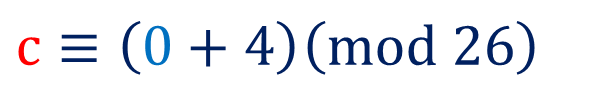 c ≡ (0 + 4)(mod 26)